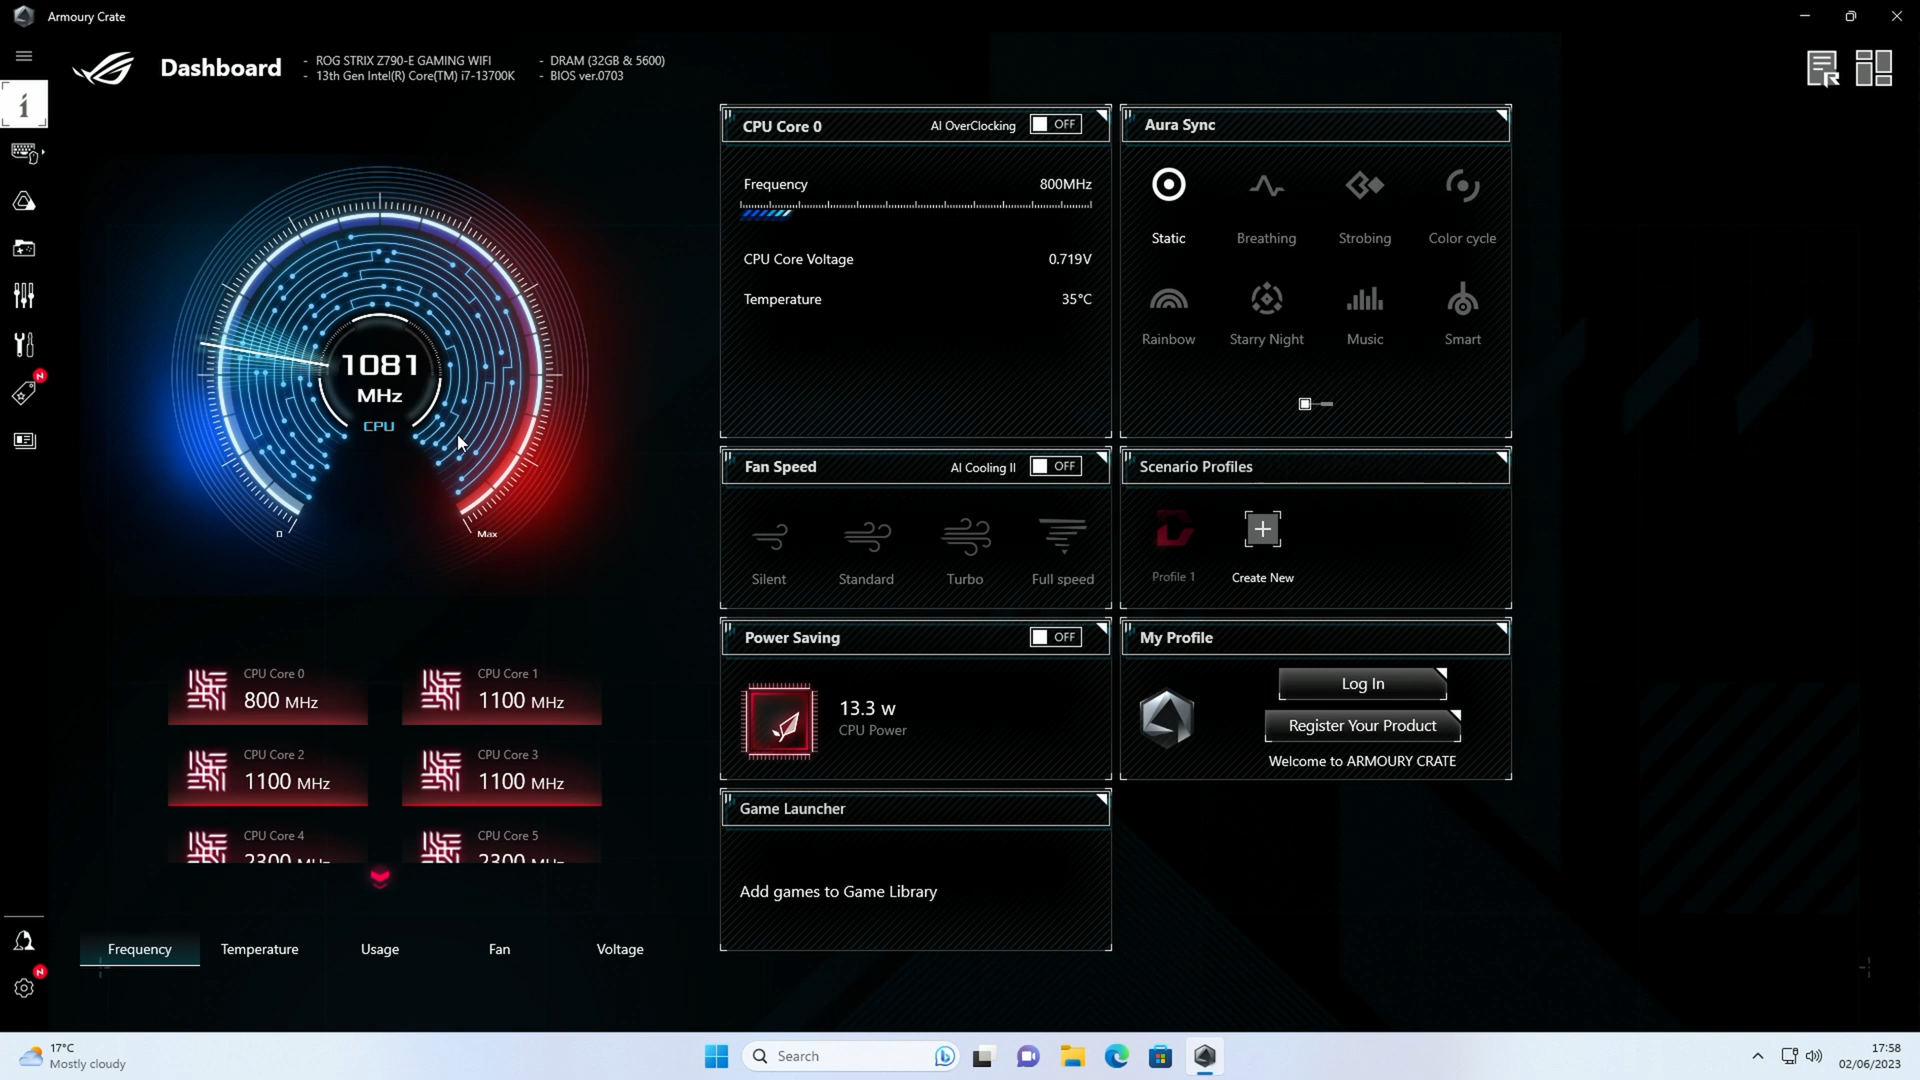 Armoury Crate
Dashboard
- ROG STRIX Z790-E GAMING WIFI
- 13th Gen Intel(R) Core(TM) i7-13700K
- DRAM (32GB & 5600)
- BIOS ver.0703
CPU Core 0
AI OverClocking
OFF
Frequency
800MHz
CPU Core Voltage
0.719V
Temperature
35°C
Aura Sync
Static
Breathing
Strobing
Color cycle
Rainbow
Starry Night
Music
Smart
1081
MHz
CPU
0
Max
Fan Speed
AI Cooling II
OFF
Silent
Standard
Turbo
Full speed
Scenario Profiles
Profile 1
Create New
Power Saving
OFF
13.3 w
CPU Power
My Profile
Log In
Register Your Product
Welcome to ARMOURY CRATE
CPU Core 0
800 MHz
CPU Core 1
1100 MHz
CPU Core 2
1100 MHz
CPU Core 3
1100 MHz
CPU Core 4
2300 MHz
CPU Core 5
2300 MHz
Game Launcher
Add games to Game Library
Frequency
Temperature
Usage
Fan
Voltage
17°C
Mostly cloudy
Search
17:58
02/06/2023